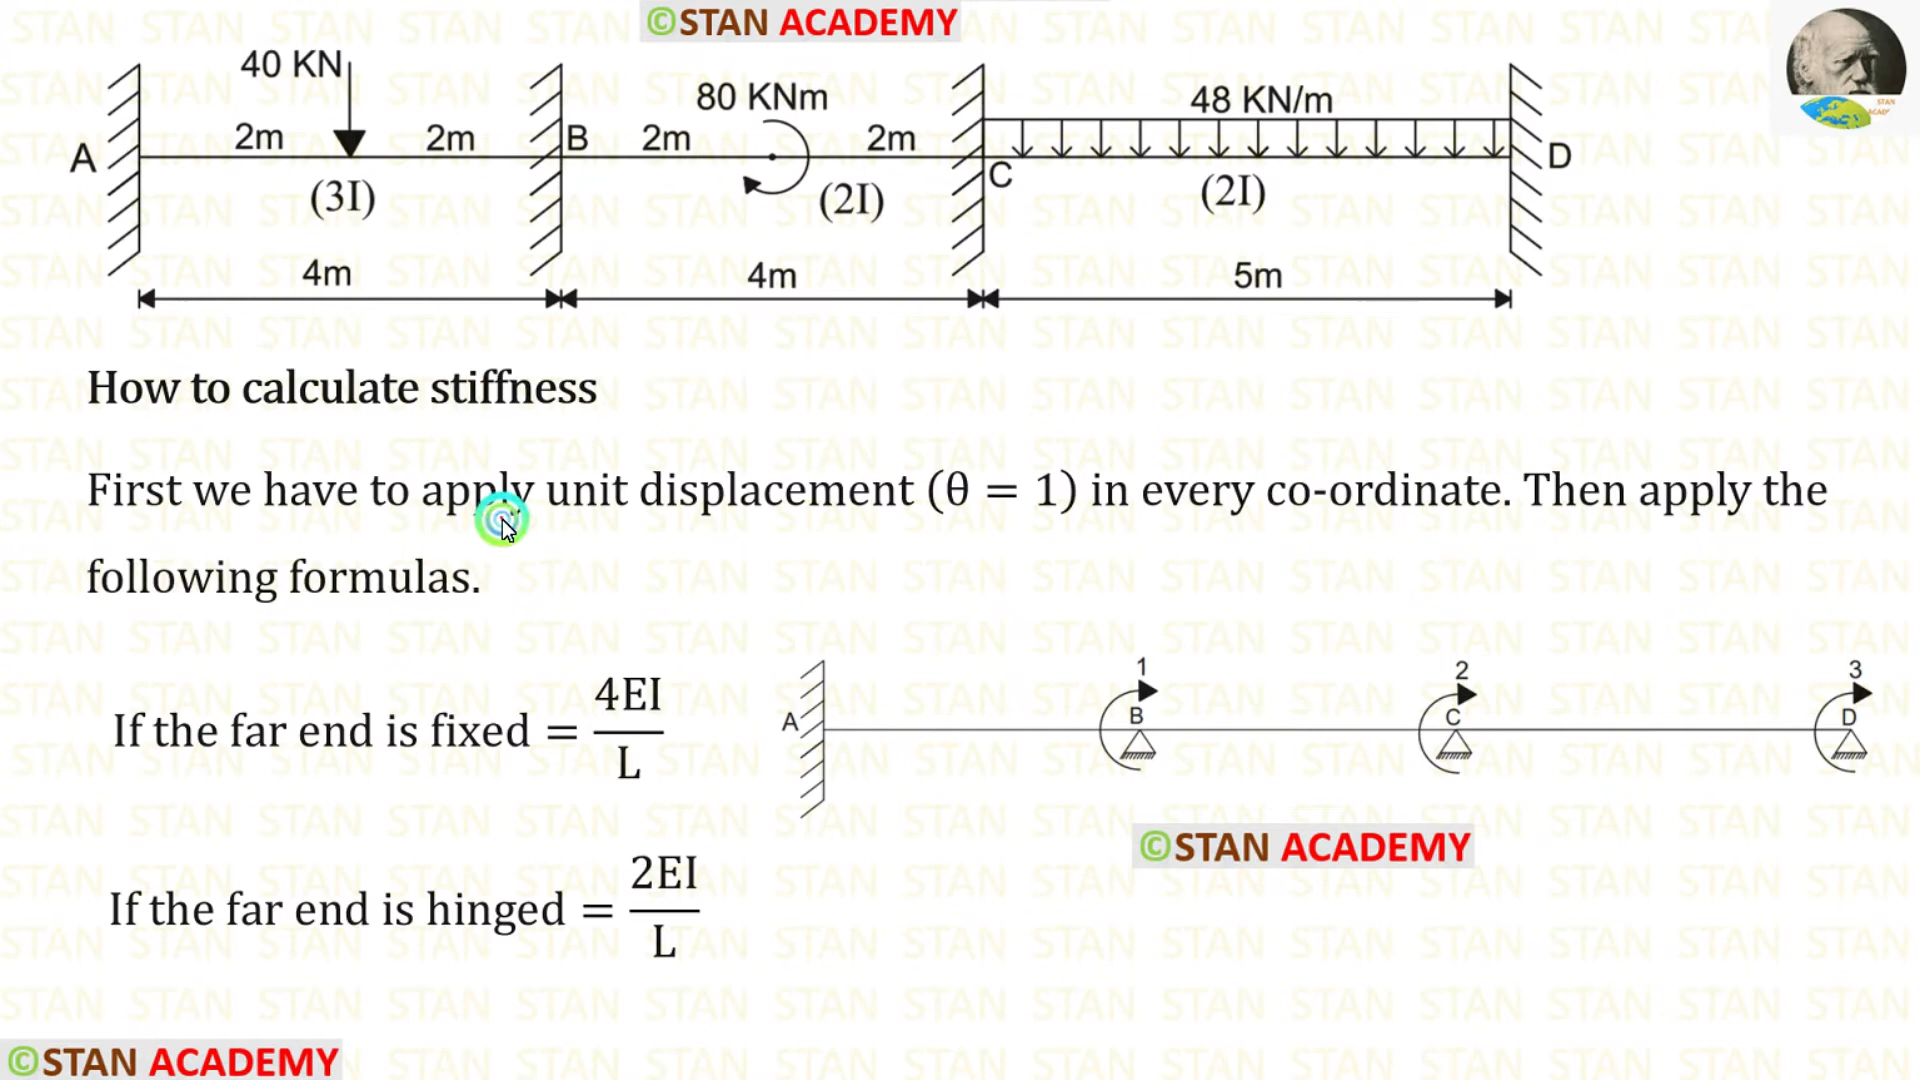 ©STAN ACADEMY
40 KN
80 KNm
48 KN/m
2m 2m B 2m 2m
A C D
(3I) (2I) (2I)
4m 4m 5m
How to calculate stiffness
First we have to apply unit displacement (θ = 1) in every co-ordinate. Then apply the
following formulas.
If the far end is fixed = 4EI
L
1 2 3
A B C D
©STAN ACADEMY
If the far end is hinged = 2EI
L
©STAN ACADEMY